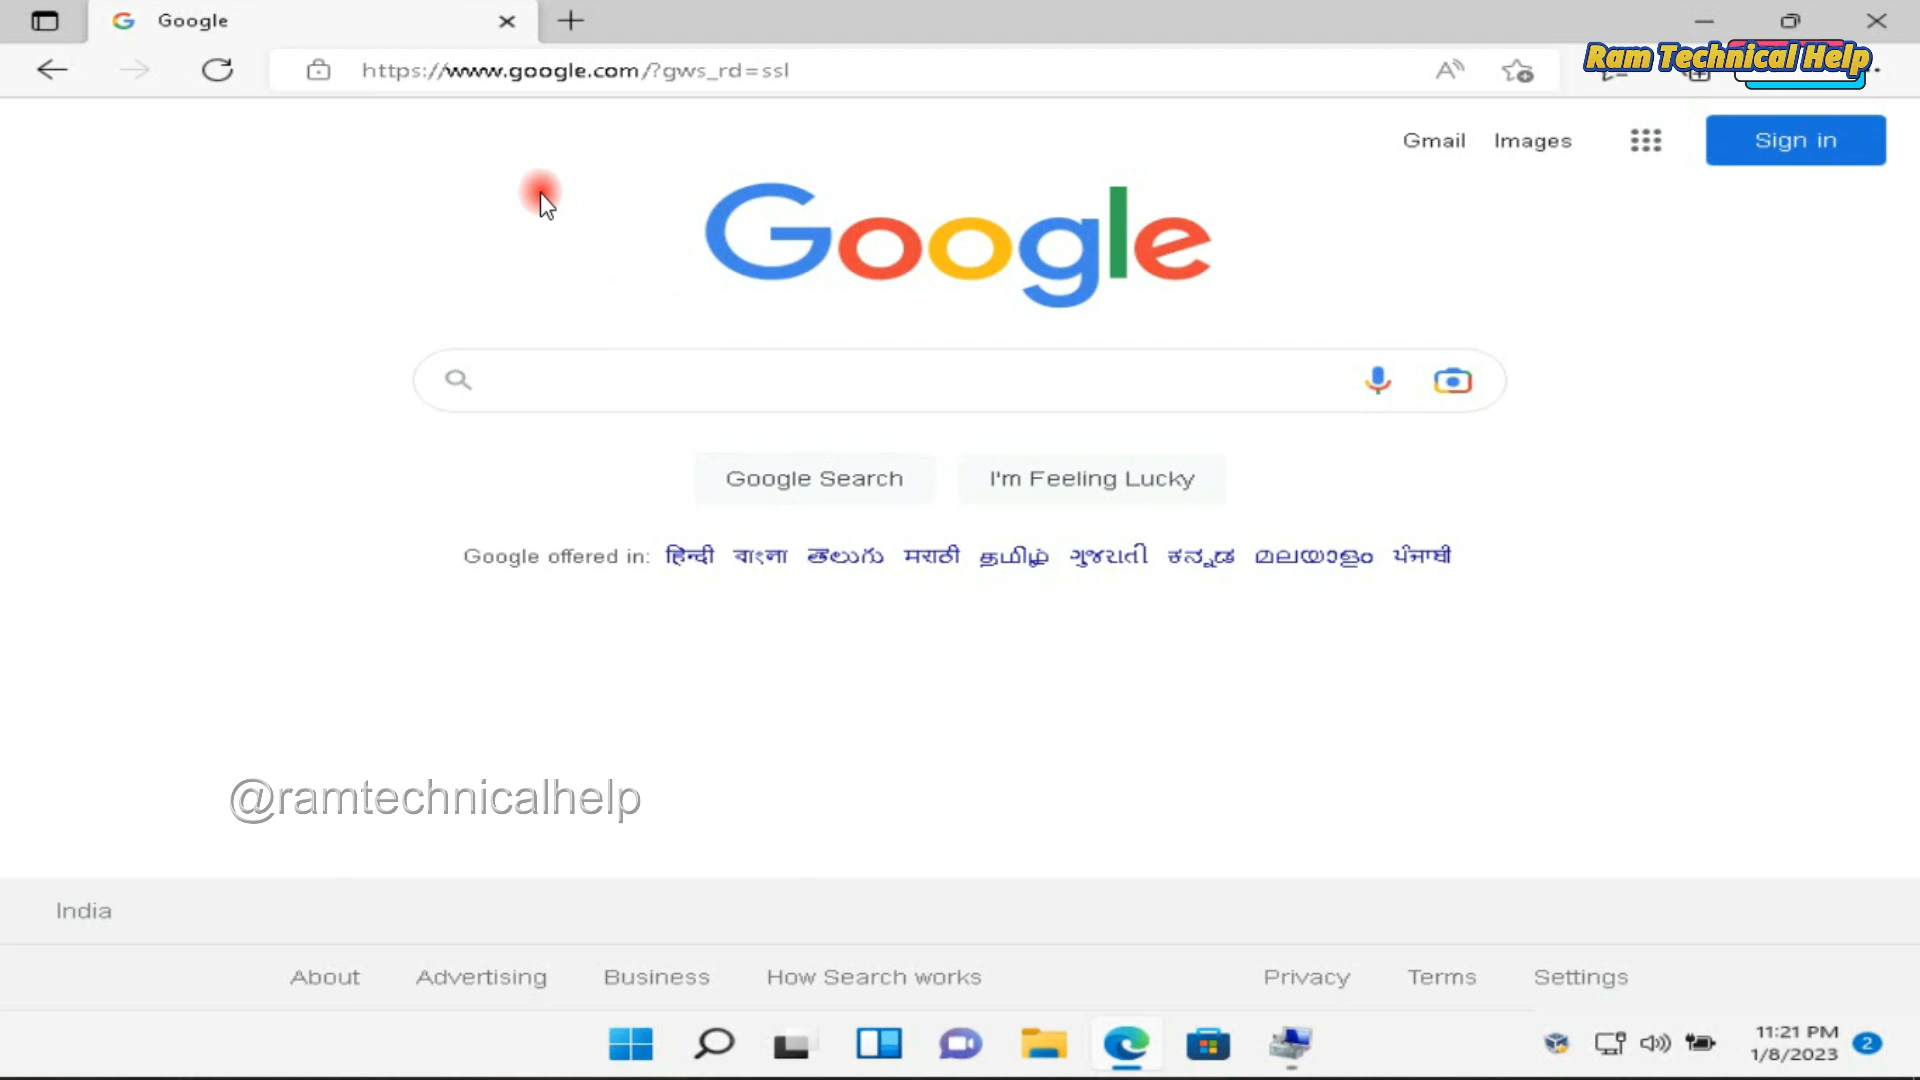 Google
https://www.google.com/?gws_rd=ssl
Ram Technical Help
Gmail Images Sign in
Google
Google Search I'm Feeling Lucky
Google offered in: हिन्दी বাংলা తెలుగు मराठी தமிழ் ગુજરાતી ಕನ್ನಡ മലയാളം ਪੰਜਾਬੀ
@ramtechnicalhelp
India
About Advertising Business How Search works Privacy Terms Settings
11:21 PM
1/8/2023
2